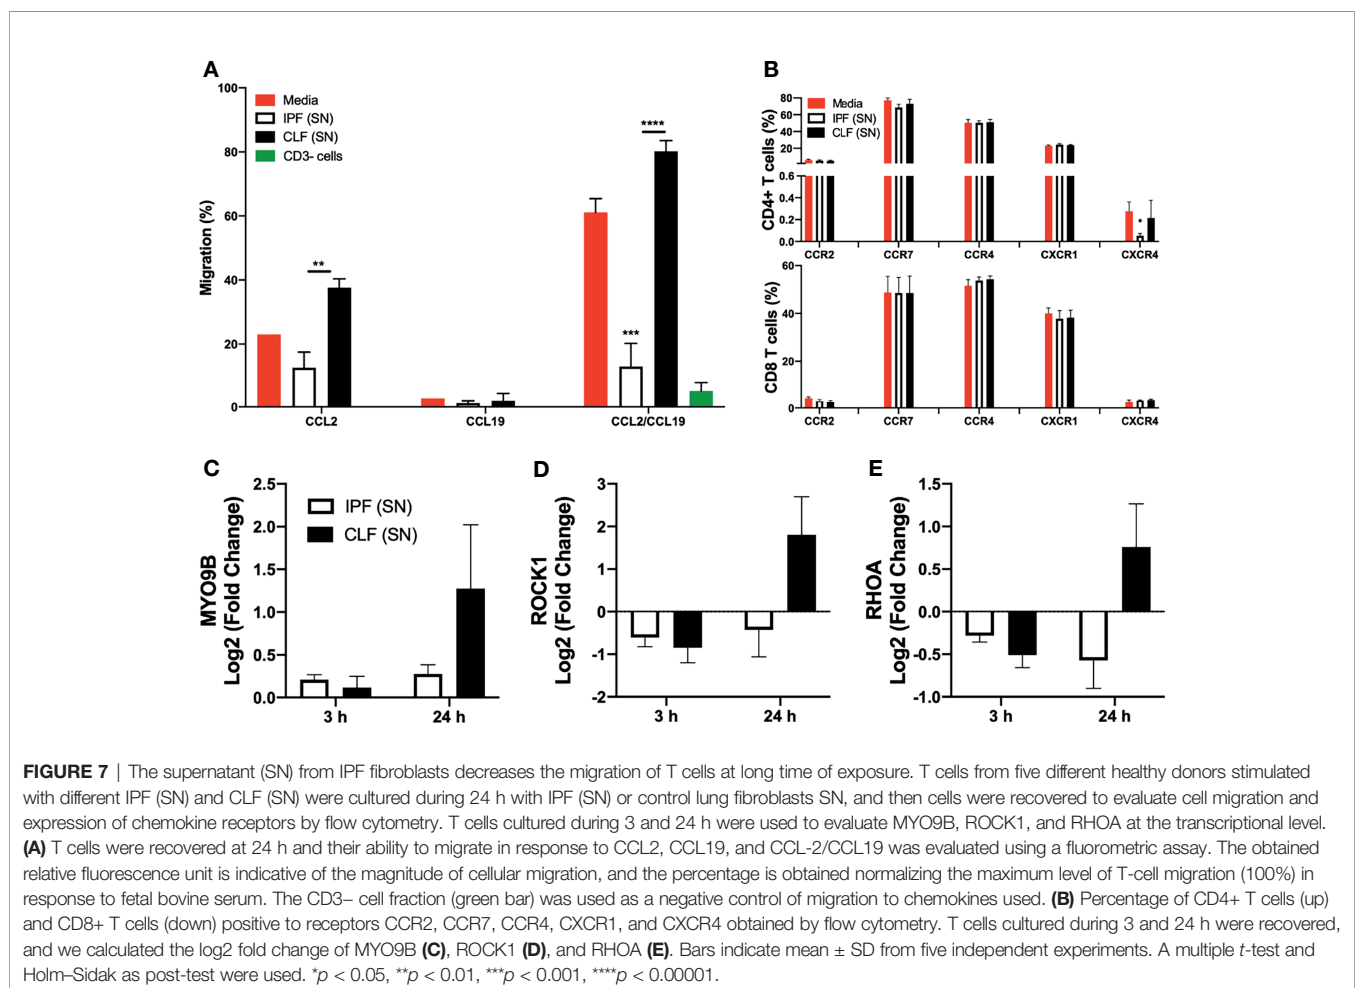 A
100
80
60
40
20
0
Migration (%)
Media
IPF (SN)
CLF (SN)
CD3- cells
**
***
****
CCL2
CCL19
CCL2/CCL19
B
80
60
40
20
0.6
0.4
0.2
0.0
CD4+ T cells (%)
Media
IPF (SN)
CLF (SN)
*
CCR2
CCR7
CCR4
CXCR1
CXCR4
60
40
20
0
CD8 T cells (%)
CCR2
CCR7
CCR4
CXCR1
CXCR4
C
2.5
2.0
1.5
1.0
0.5
0.0
MYO9B
Log2 (Fold Change)
IPF (SN)
CLF (SN)
3 h
24 h
D
3
2
1
0
-1
-2
ROCK1
Log2 (Fold Change)
3 h
24 h
E
1.5
1.0
0.5
0.0
-0.5
-1.0
RHOA
Log2 (Fold Change)
3 h
24 h
FIGURE 7 | The supernatant (SN) from IPF fibroblasts decreases the migration of T cells at long time of exposure. T cells from five different healthy donors stimulated
with different IPF (SN) and CLF (SN) were cultured during 24 h with IPF (SN) or control lung fibroblasts SN, and then cells were recovered to evaluate cell migration and
expression of chemokine receptors by flow cytometry. T cells cultured during 3 and 24 h were used to evaluate MYO9B, ROCK1, and RHOA at the transcriptional level.
(A) T cells were recovered at 24 h and their ability to migrate in response to CCL2, CCL19, and CCL-2/CCL19 was evaluated using a fluorometric assay. The obtained
relative fluorescence unit is indicative of the magnitude of cellular migration, and the percentage is obtained normalizing the maximum level of T-cell migration (100%) in
response to fetal bovine serum. The CD3− cell fraction (green bar) was used as a negative control of migration to chemokines used. (B) Percentage of CD4+ T cells (up)
and CD8+ T cells (down) positive to receptors CCR2, CCR7, CCR4, CXCR1, and CXCR4 obtained by flow cytometry. T cells cultured during 3 and 24 h were recovered,
and we calculated the log2 fold change of MYO9B (C), ROCK1 (D), and RHOA (E). Bars indicate mean ± SD from five independent experiments. A multiple t-test and
Holm–Sidak as post-test were used. *p < 0.05, **p < 0.01, ***p < 0.001, ****p < 0.00001.